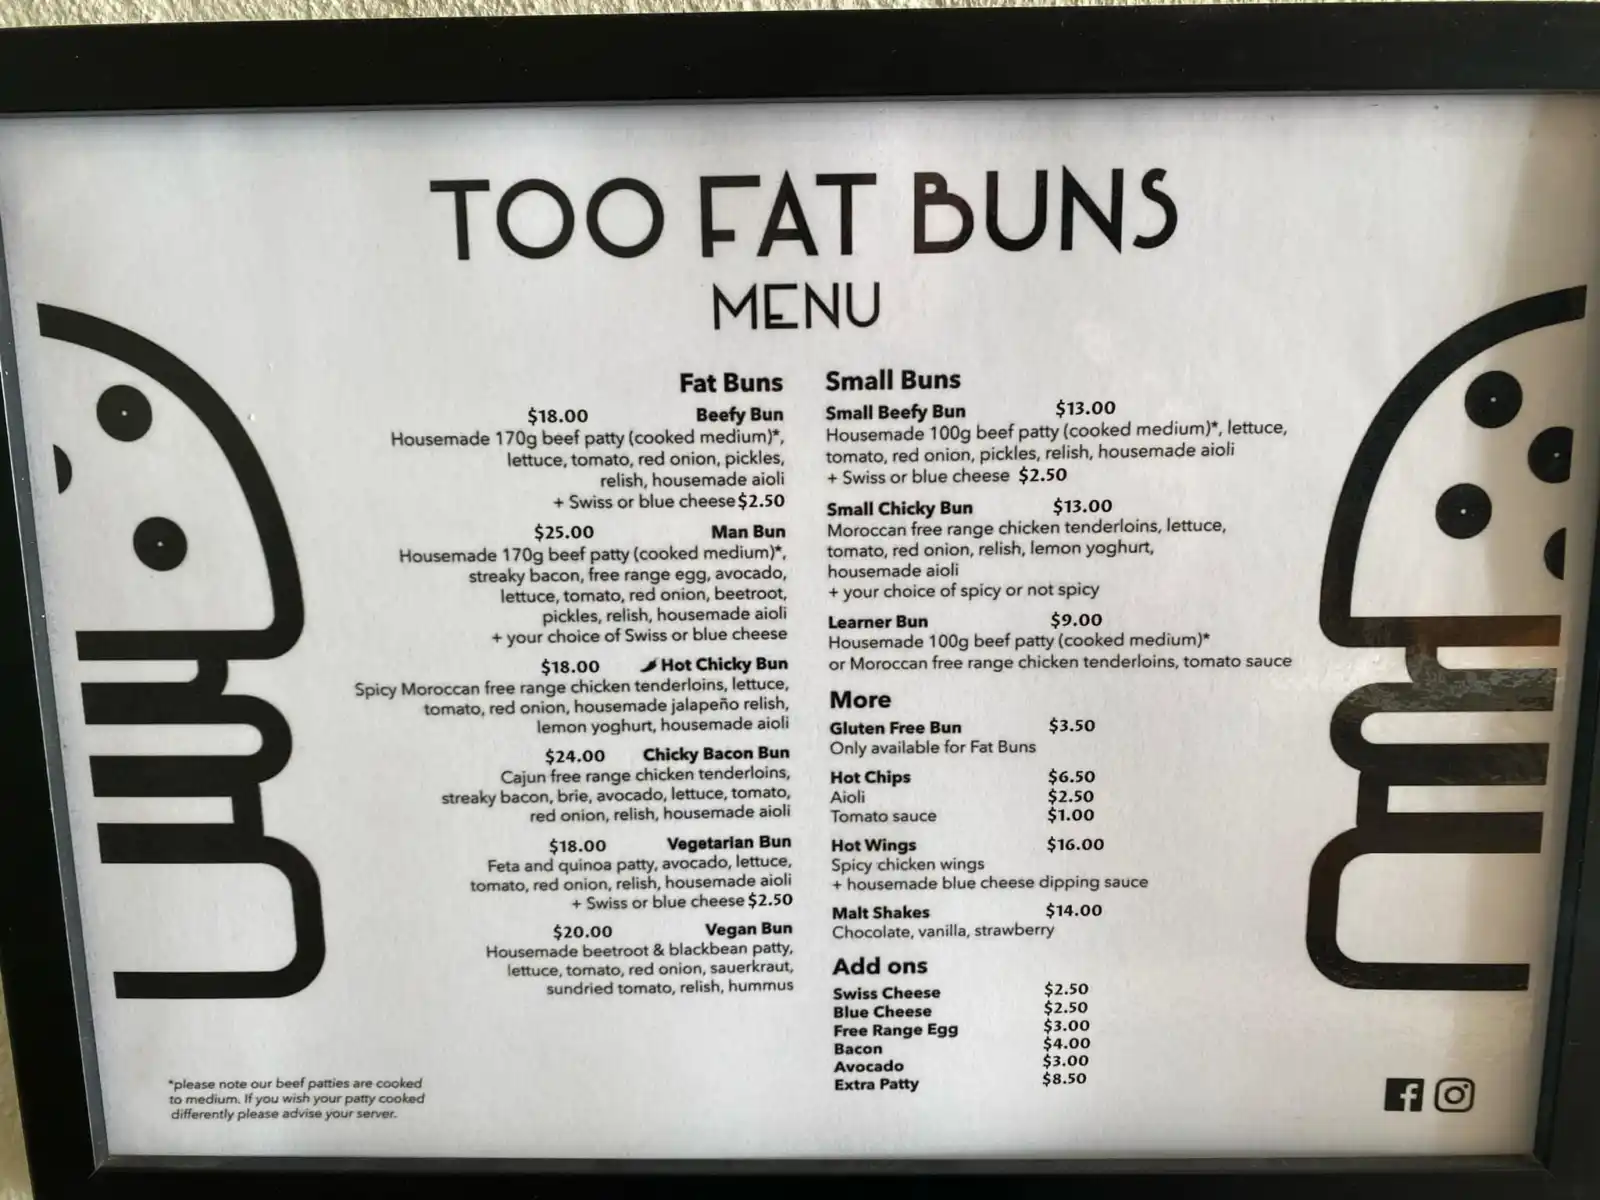 TOO FAT BUNS
MENU
Fat Buns
$18.00 Beefy Bun
Housemade 170g beef patty (cooked medium)*,
lettuce, tomato, red onion, pickles,
relish, housemade aioli
+ Swiss or blue cheese $2.50
$25.00 Man Bun
Housemade 170g beef patty (cooked medium)*,
streaky bacon, free range egg, avocado,
lettuce, tomato, red onion, beetroot,
pickles, relish, housemade aioli
+ your choice of Swiss or blue cheese
$18.00 Hot Chicky Bun
Spicy Moroccan free range chicken tenderloins, lettuce,
tomato, red onion, housemade jalapeño relish,
lemon yoghurt, housemade aioli
$24.00 Chicky Bacon Bun
Cajun free range chicken tenderloins,
streaky bacon, brie, avocado, lettuce, tomato,
red onion, relish, housemade aioli
$18.00 Vegetarian Bun
Feta and quinoa patty, avocado, lettuce,
tomato, red onion, relish, housemade aioli
+ Swiss or blue cheese $2.50
$20.00 Vegan Bun
Housemade beetroot & blackbean patty,
lettuce, tomato, red onion, sauerkraut,
sundried tomato, relish, hummus
*please note our beef patties are cooked
to medium. If you wish your patty cooked
differently please advise your server.
Small Buns
Small Beefy Bun $13.00
Housemade 100g beef patty (cooked medium)*, lettuce,
tomato, red onion, pickles, relish, housemade aioli
+ Swiss or blue cheese $2.50
Small Chicky Bun $13.00
Moroccan free range chicken tenderloins, lettuce,
tomato, red onion, relish, lemon yoghurt,
housemade aioli
+ your choice of spicy or not spicy
Learner Bun $9.00
Housemade 100g beef patty (cooked medium)*
or Moroccan free range chicken tenderloins, tomato sauce
More
Gluten Free Bun $3.50
Only available for Fat Buns
Hot Chips $6.50
Aioli $2.50
Tomato sauce $1.00
Hot Wings $16.00
Spicy chicken wings
+ housemade blue cheese dipping sauce
Malt Shakes $14.00
Chocolate, vanilla, strawberry
Add ons
Swiss Cheese $2.50
Blue Cheese $2.50
Free Range Egg $3.00
Bacon $4.00
Avocado $3.00
Extra Patty $8.50